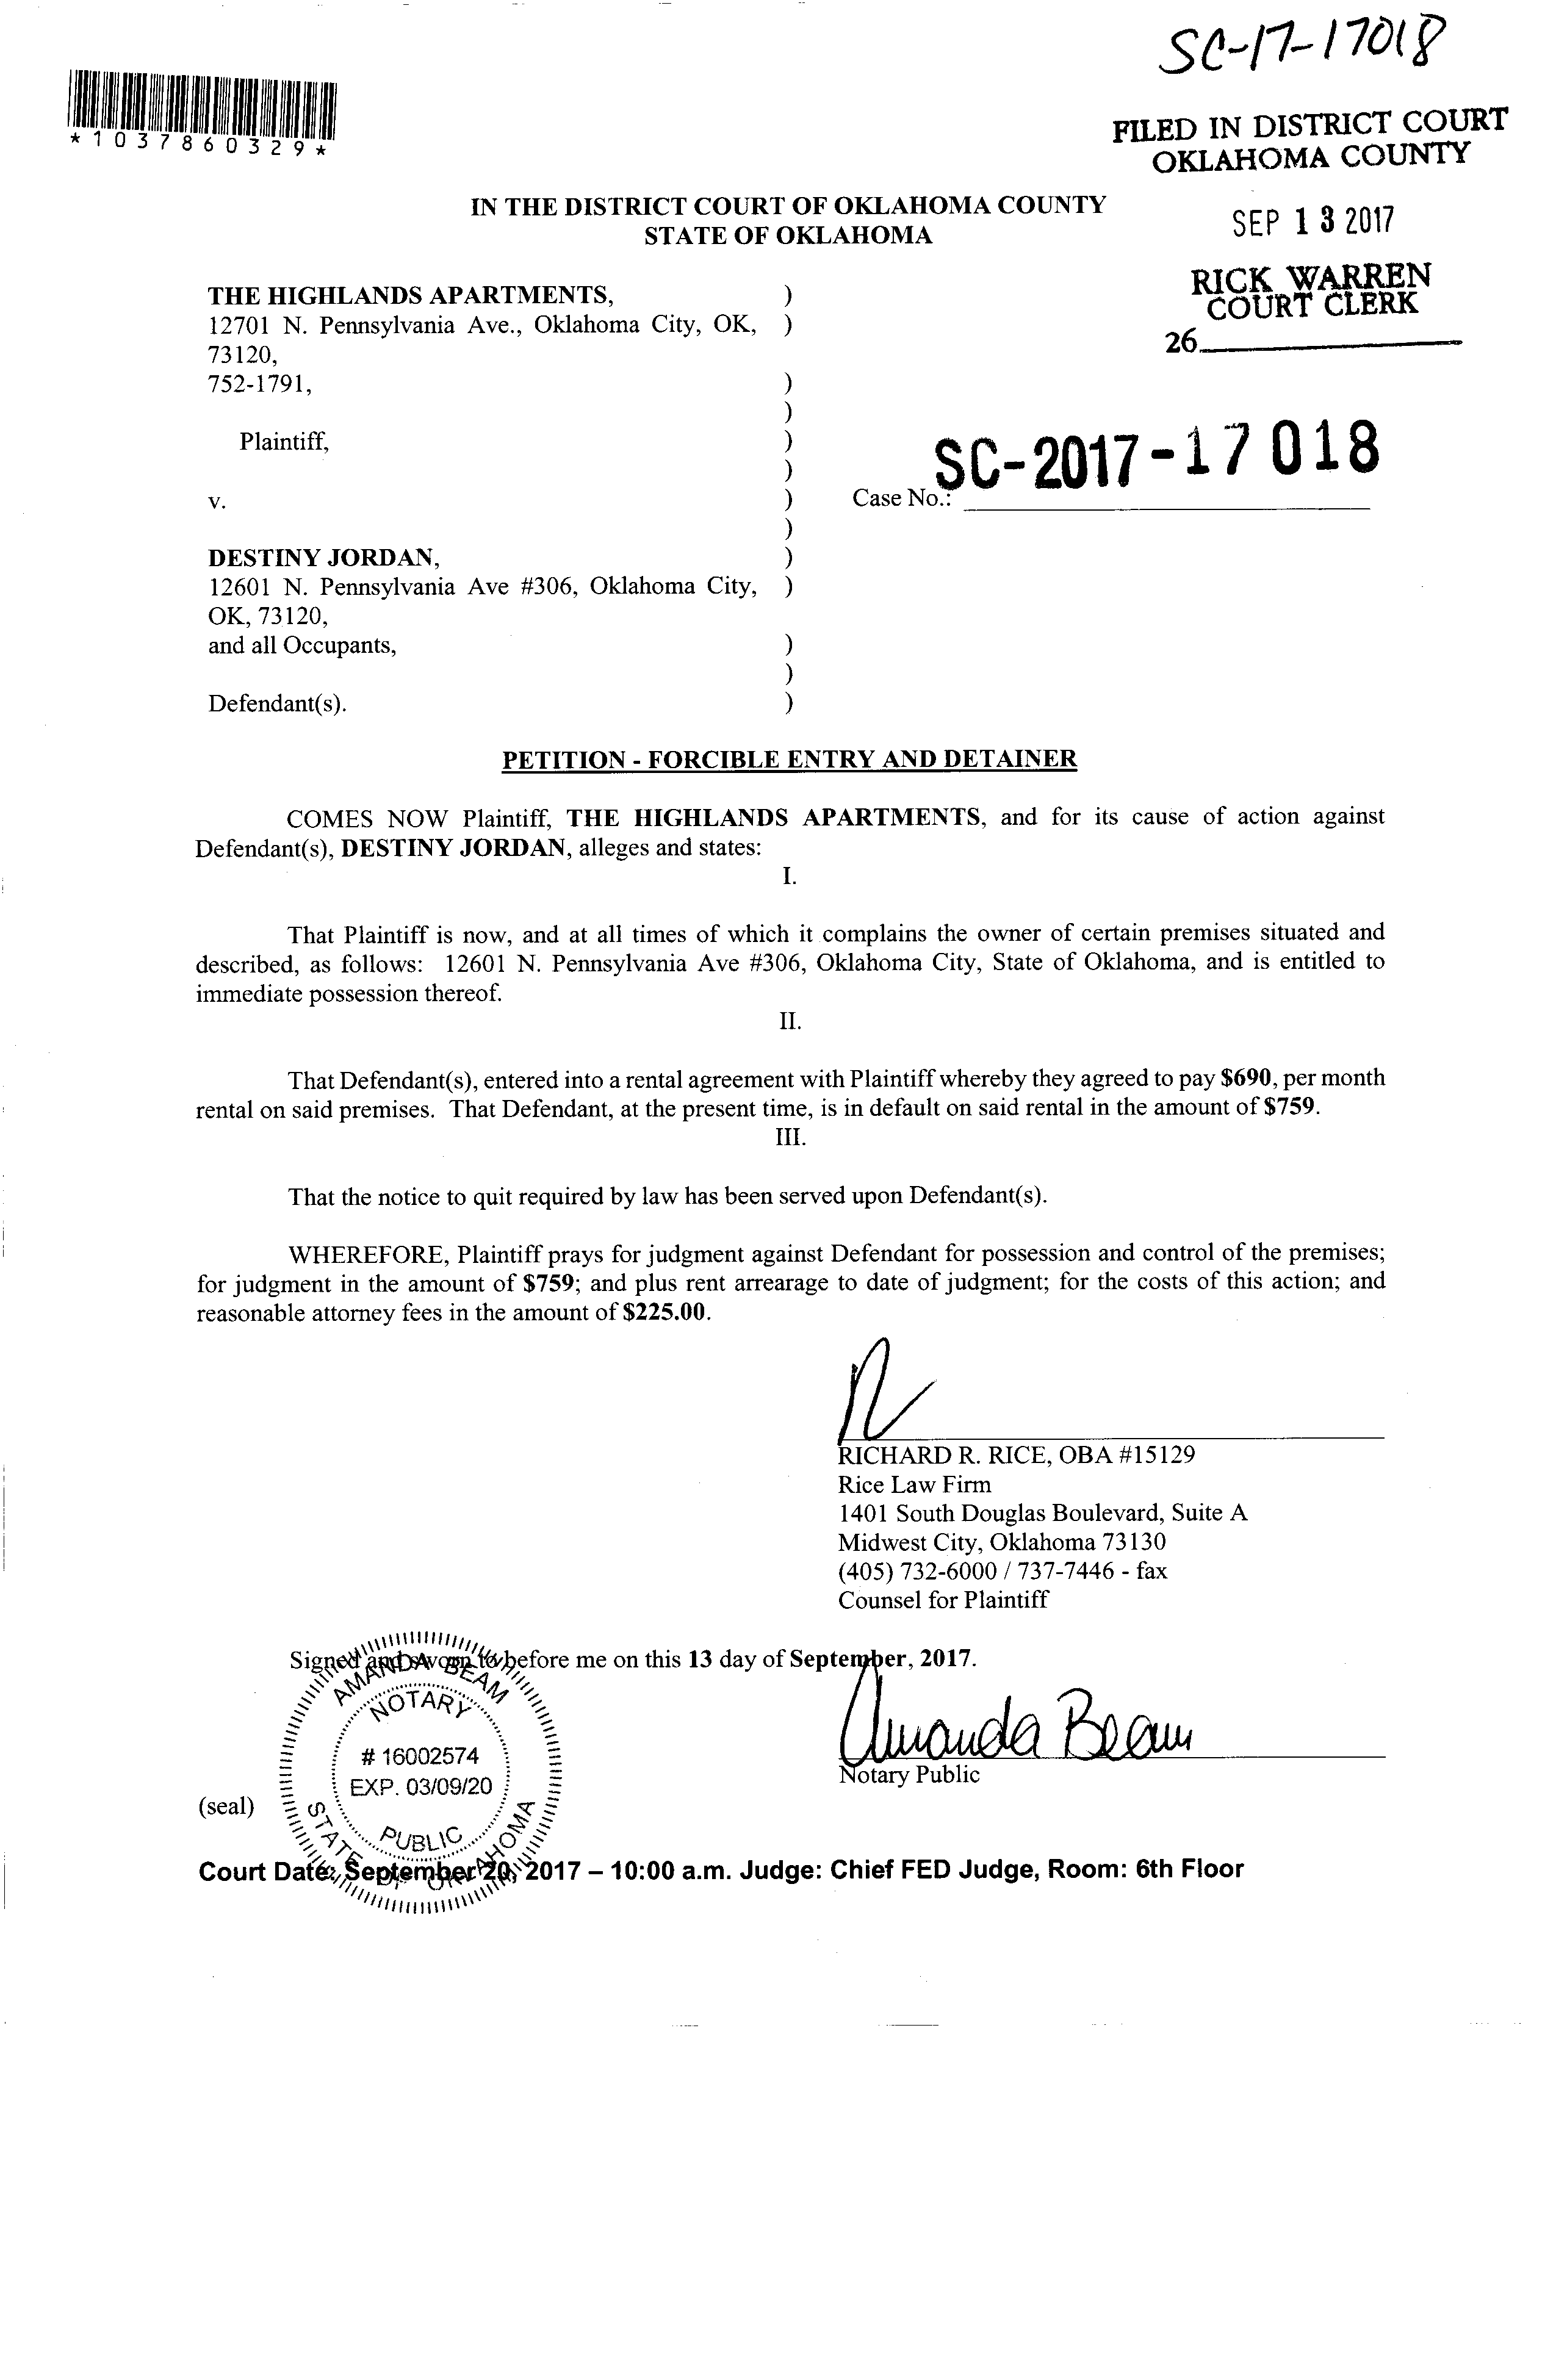 SC-17-17018
*1037860329*
FILED IN DISTRICT COURT
OKLAHOMA COUNTY
IN THE DISTRICT COURT OF OKLAHOMA COUNTY
STATE OF OKLAHOMA
SEP 13 2017
RICK WARREN
COURT CLERK
26
THE HIGHLANDS APARTMENTS, )
12701 N. Pennsylvania Ave., Oklahoma City, OK, )
73120,
752-1791, )
)
Plaintiff, )
)
SC-2017-17018
v. ) Case No.:
)
DESTINY JORDAN, )
12601 N. Pennsylvania Ave #306, Oklahoma City, )
OK, 73120,
and all Occupants, )
)
Defendant(s). )
PETITION - FORCIBLE ENTRY AND DETAINER
COMES NOW Plaintiff, THE HIGHLANDS APARTMENTS, and for its cause of action against
Defendant(s), DESTINY JORDAN, alleges and states:
I.
That Plaintiff is now, and at all times of which it complains the owner of certain premises situated and
described, as follows: 12601 N. Pennsylvania Ave #306, Oklahoma City, State of Oklahoma, and is entitled to
immediate possession thereof.
II.
That Defendant(s), entered into a rental agreement with Plaintiff whereby they agreed to pay $690, per month
rental on said premises. That Defendant, at the present time, is in default on said rental in the amount of $759.
III.
That the notice to quit required by law has been served upon Defendant(s).
WHEREFORE, Plaintiff prays for judgment against Defendant for possession and control of the premises;
for judgment in the amount of $759; and plus rent arrearage to date of judgment; for the costs of this action; and
reasonable attorney fees in the amount of $225.00.
RICHARD R. RICE, OBA #15129
Rice Law Firm
1401 South Douglas Boulevard, Suite A
Midwest City, Oklahoma 73130
(405) 732-6000 / 737-7446 - fax
Counsel for Plaintiff
Signed and sworn to before me on this 13 day of September, 2017.
AMANDA BEAM
NOTARY
# 16002574
EXP. 03/09/20
PUBLIC
STATE OF OKLAHOMA
Amanda Beam
Notary Public
(seal)
Court Date: September 20, 2017 – 10:00 a.m. Judge: Chief FED Judge, Room: 6th Floor